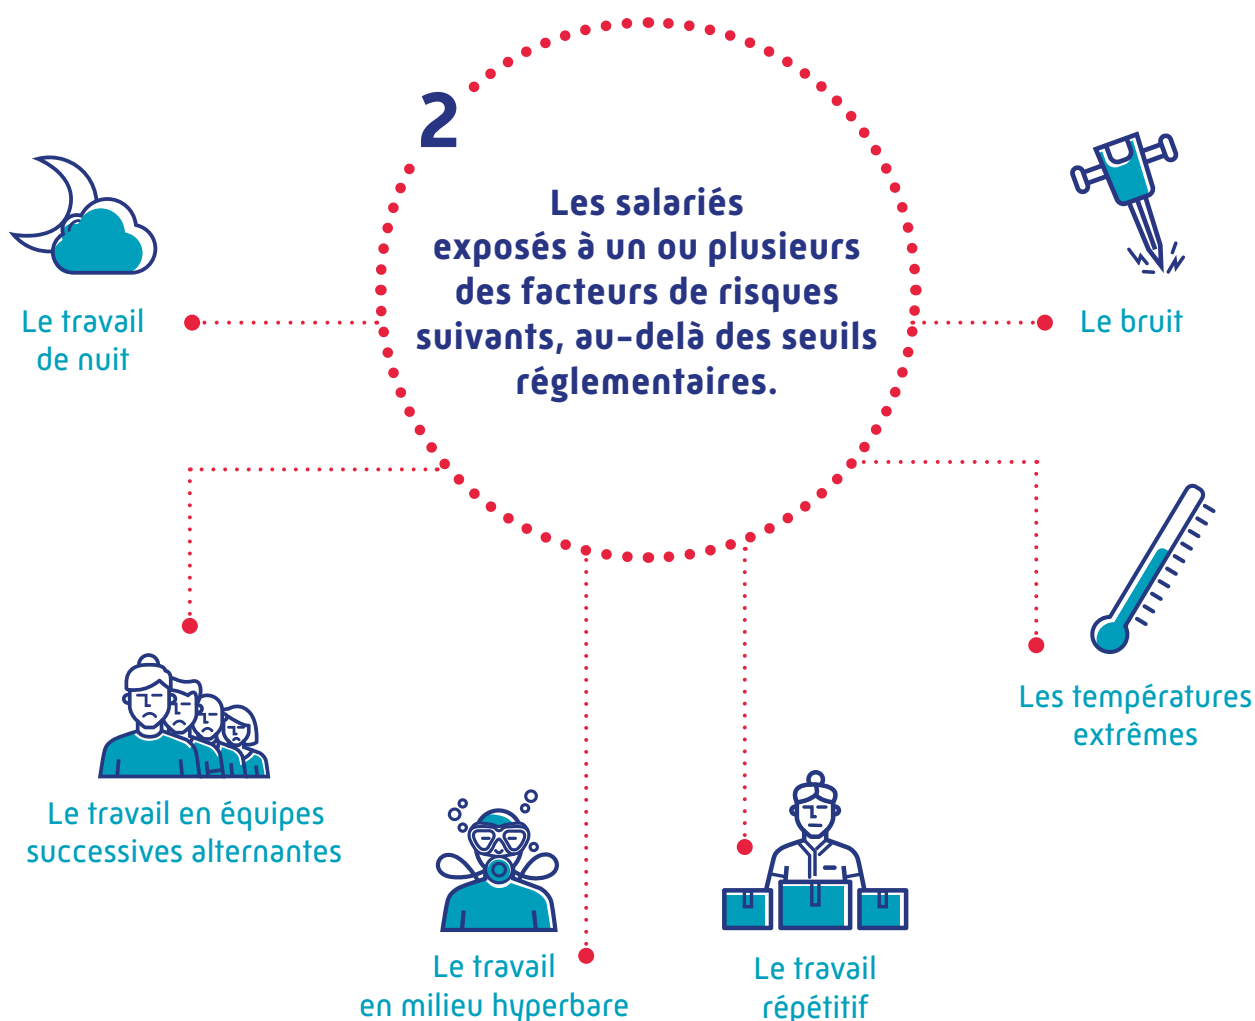 2
Les salariés
exposés à un ou plusieurs
des facteurs de risques
suivants, au-delà des seuils
réglementaires.
Le travail
de nuit
Le bruit
Les températures
extrêmes
Le travail en équipes
successives alternantes
Le travail
en milieu hyperbare
Le travail
répétitif